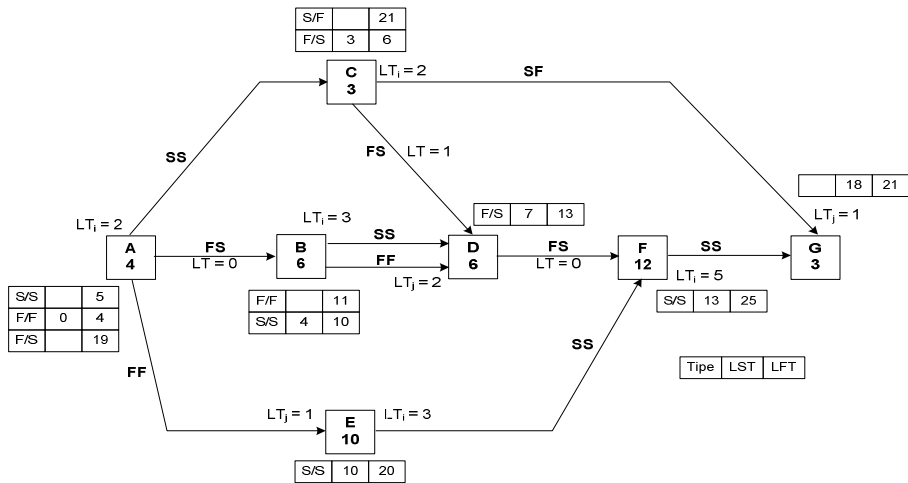 S/F 21
F/S 3 6
LTi = 2
SF
C
3
SS
FS
LT = 1
18 21
LTi = 3
F/S 7 13
LTj = 1
LTi = 2
A
4
FS
LT = 0
B
6
SS
FF
D
6
FS
LT = 0
F
12
SS
G
3
LTj = 2
LTi = 5
S/S 5
F/F 0 4
F/S 19
F/F 11
S/S 4 10
S/S 13 25
SS
FF
Tipe LST LFT
LTj = 1
LTi = 3
E
10
S/S 10 20